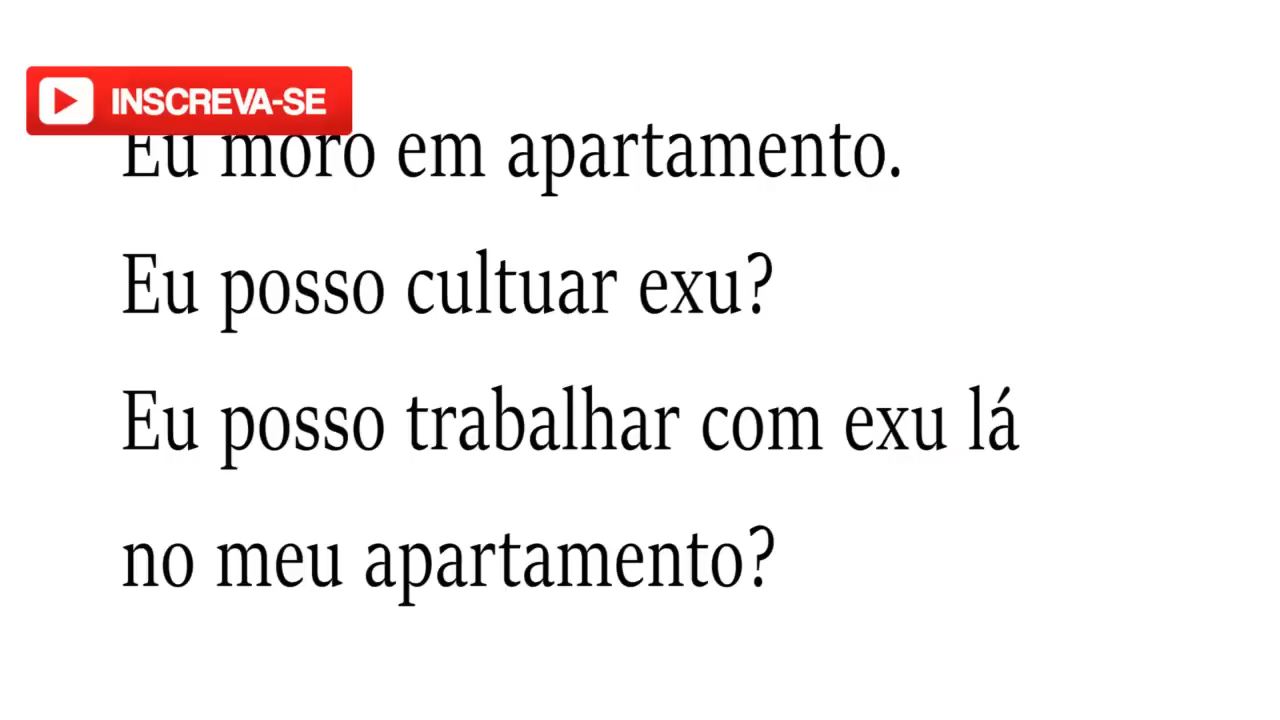 INSCREVA-SE
Eu moro em apartamento.
Eu posso cultuar exu?
Eu posso trabalhar com exu lá
no meu apartamento?